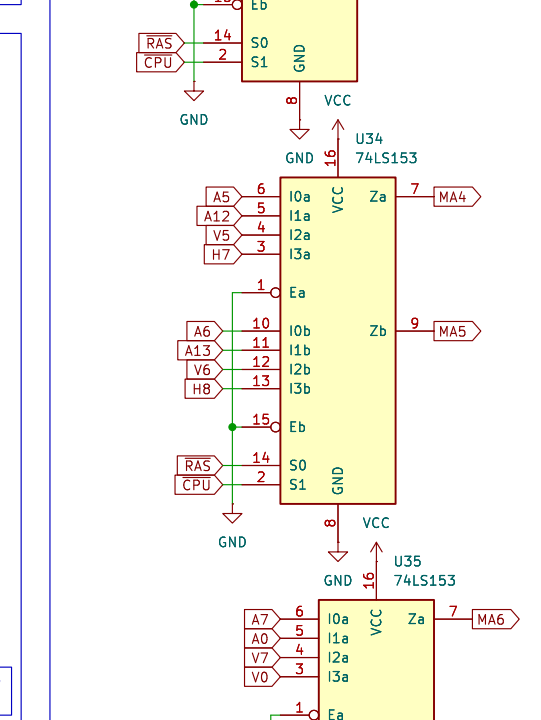 Eb
RAS 14 S0
CPU 2 S1
GND
8
GND
GND
VCC
U34
74LS153
16
VCC
A5 6 I0a Za 7 MA4
A12 5 I1a
V5 4 I2a
H7 3 I3a
1 Ea
A6 10 I0b Zb 9 MA5
A13 11 I1b
V6 12 I2b
H8 13 I3b
15 Eb
RAS 14 S0
CPU 2 S1
GND
8
GND
GND
VCC
U35
74LS153
16
VCC
A7 6 I0a Za 7 MA6
A0 5 I1a
V7 4 I2a
V0 3 I3a
1 Ea